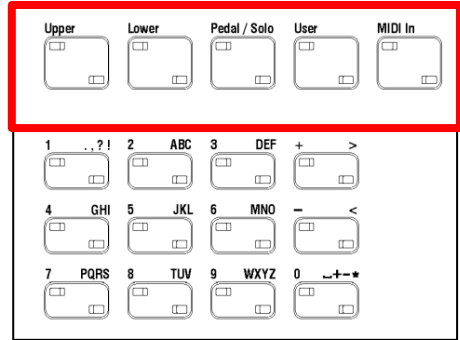 Upper Lower Pedal / Solo User MIDI In
1 .,?! 2 ABC 3 DEF + >
4 GHI 5 JKL 6 MNO − <
7 PQRS 8 TUV 9 WXYZ 0 ⎵+−*